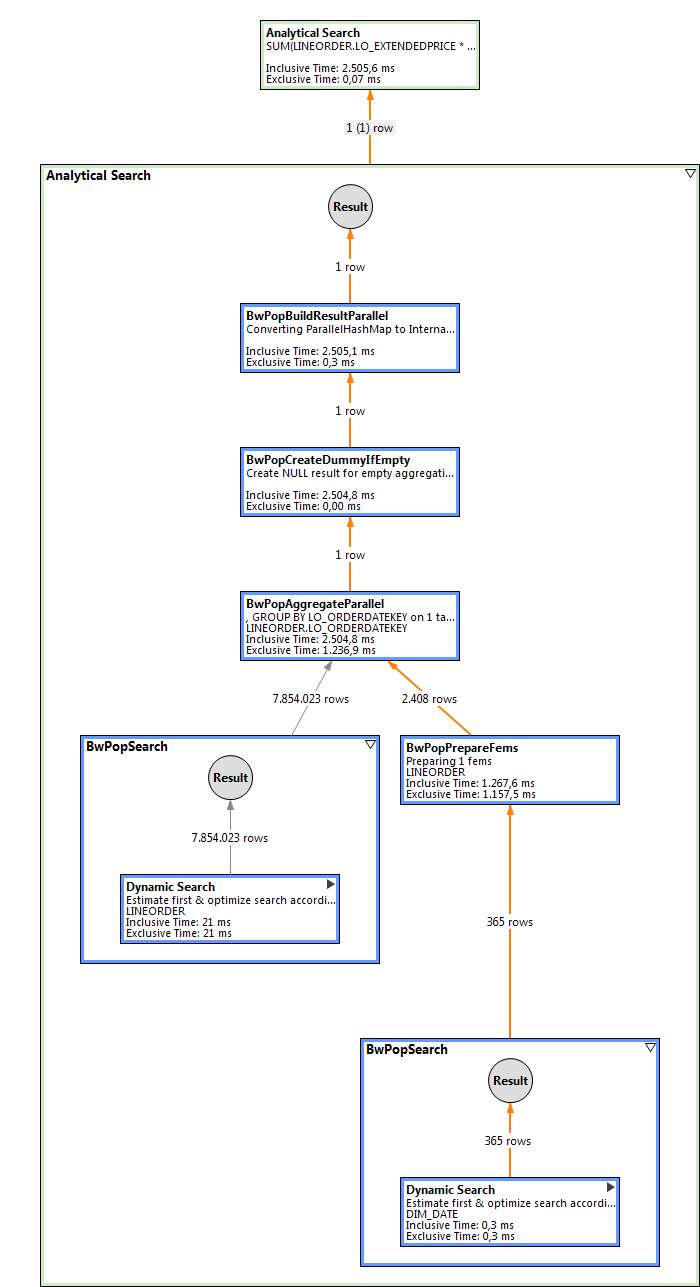 Analytical Search
SUM(LINEORDER.LO_EXTENDEDPRICE * ...
Inclusive Time: 2.505,6 ms
Exclusive Time: 0,07 ms
1 (1) row
Analytical Search
Result
1 row
BwPopBuildResultParallel
Converting ParallelHashMap to Interna...
Inclusive Time: 2.505,1 ms
Exclusive Time: 0,3 ms
1 row
BwPopCreateDummyIfEmpty
Create NULL result for empty aggregati...
Inclusive Time: 2.504,8 ms
Exclusive Time: 0,00 ms
1 row
BwPopAggregateParallel
, GROUP BY LO_ORDERDATEKEY on 1 ta...
LINEORDER.LO_ORDERDATEKEY
Inclusive Time: 2.504,8 ms
Exclusive Time: 1.236,9 ms
7.854.023 rows
2.408 rows
BwPopSearch
Result
7.854.023 rows
Dynamic Search
Estimate first & optimize search accordi...
LINEORDER
Inclusive Time: 21 ms
Exclusive Time: 21 ms
BwPopPrepareFems
Preparing 1 fems
LINEORDER
Inclusive Time: 1.267,6 ms
Exclusive Time: 1.157,5 ms
365 rows
BwPopSearch
Result
365 rows
Dynamic Search
Estimate first & optimize search accordi...
DIM_DATE
Inclusive Time: 0,3 ms
Exclusive Time: 0,3 ms